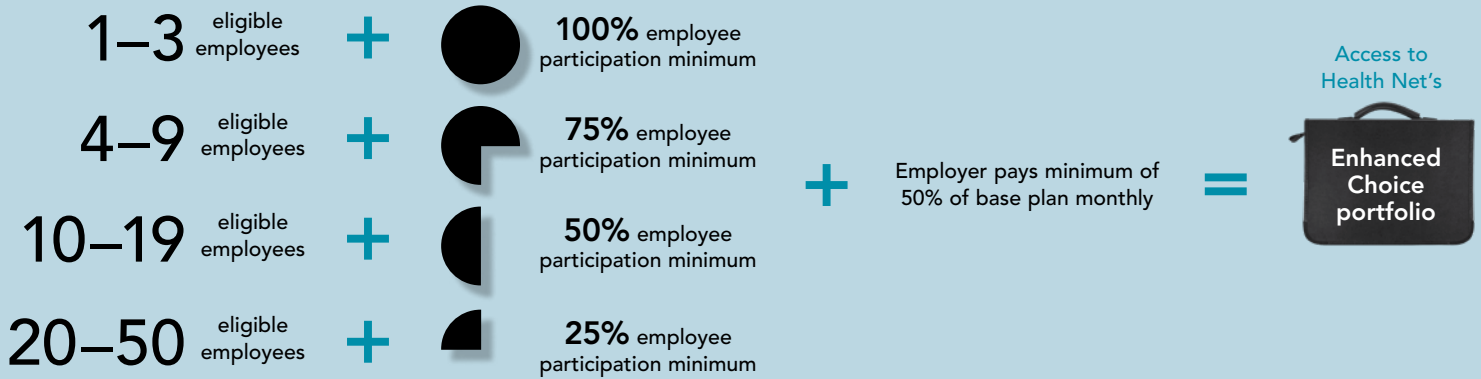 1–3 eligible employees + 100% employee participation minimum
4–9 eligible employees + 75% employee participation minimum
10–19 eligible employees + 50% employee participation minimum
20–50 eligible employees + 25% employee participation minimum
+
Employer pays minimum of
50% of base plan monthly
=
Access to
Health Net's
Enhanced
Choice
portfolio